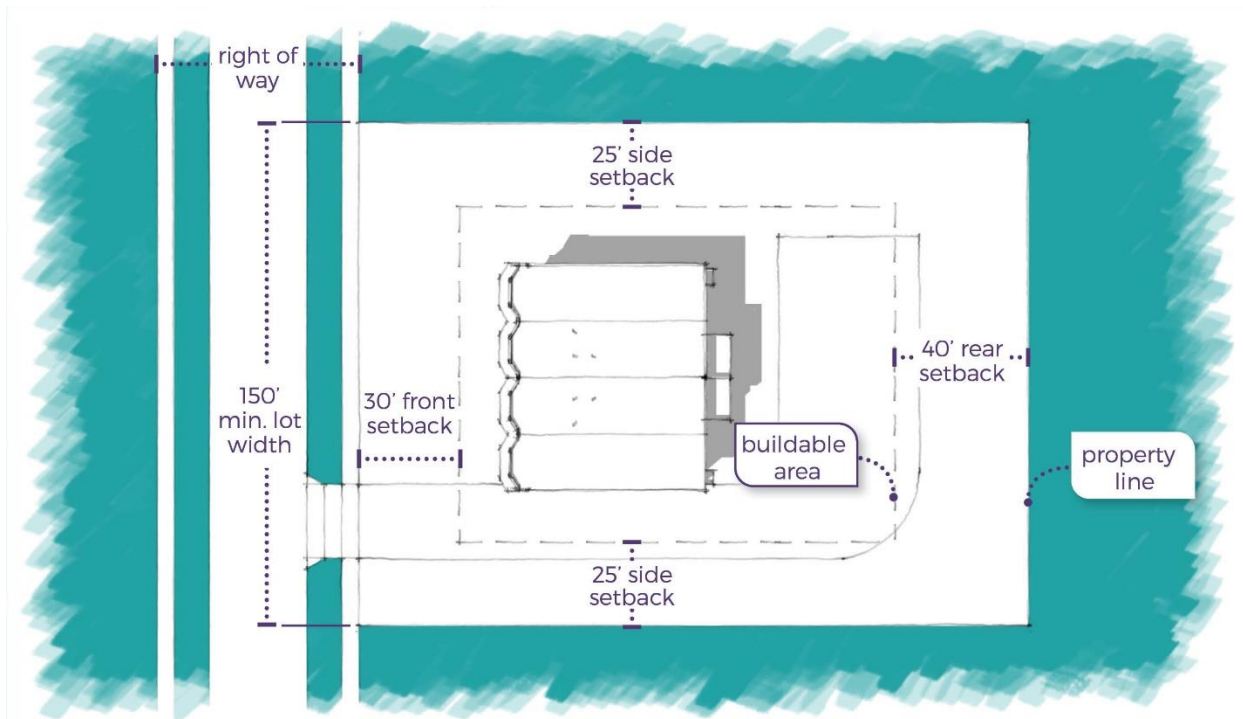 right of
way
25’ side
setback
150’
min. lot
width
30’ front
setback
40’ rear
setback
buildable
area
property
line
25’ side
setback